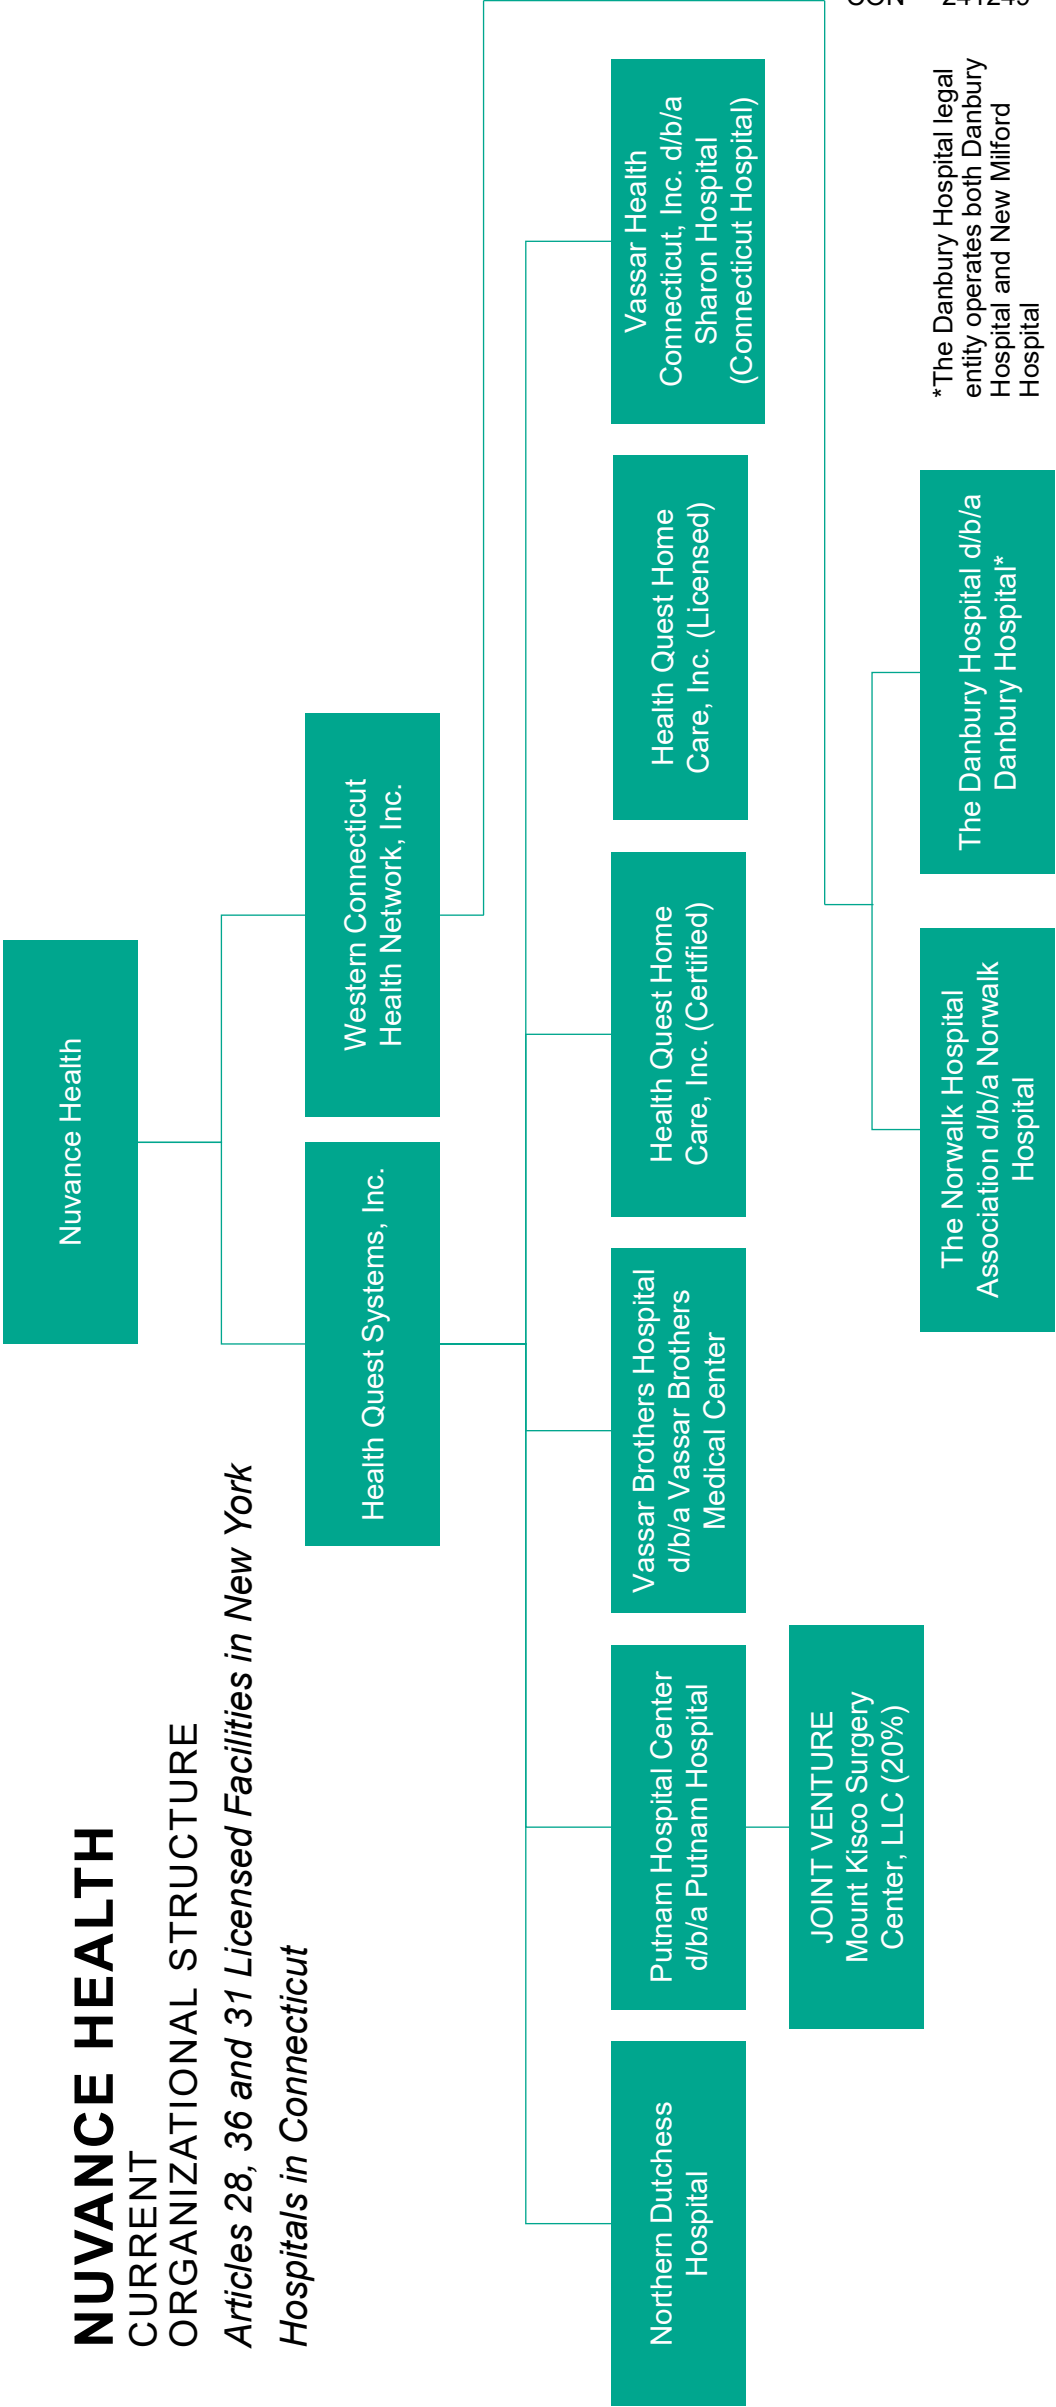 NUVANCE HEALTH
CURRENT
ORGANIZATIONAL STRUCTURE
Articles 28, 36 and 31 Licensed Facilities in New York
Hospitals in Connecticut
Nuvance Health
Health Quest Systems, Inc.
Western Connecticut
Health Network, Inc.
Northern Dutchess
Hospital
Putnam Hospital Center
d/b/a Putnam Hospital
Vassar Brothers Hospital
d/b/a Vassar Brothers
Medical Center
Health Quest Home
Care, Inc. (Certified)
Health Quest Home
Care, Inc. (Licensed)
Vassar Health
Connecticut, Inc. d/b/a
Sharon Hospital
(Connecticut Hospital)
JOINT VENTURE
Mount Kisco Surgery
Center, LLC (20%)
The Norwalk Hospital
Association d/b/a Norwalk
Hospital
The Danbury Hospital d/b/a
Danbury Hospital*
*The Danbury Hospital legal
entity operates both Danbury
Hospital and New Milford
Hospital